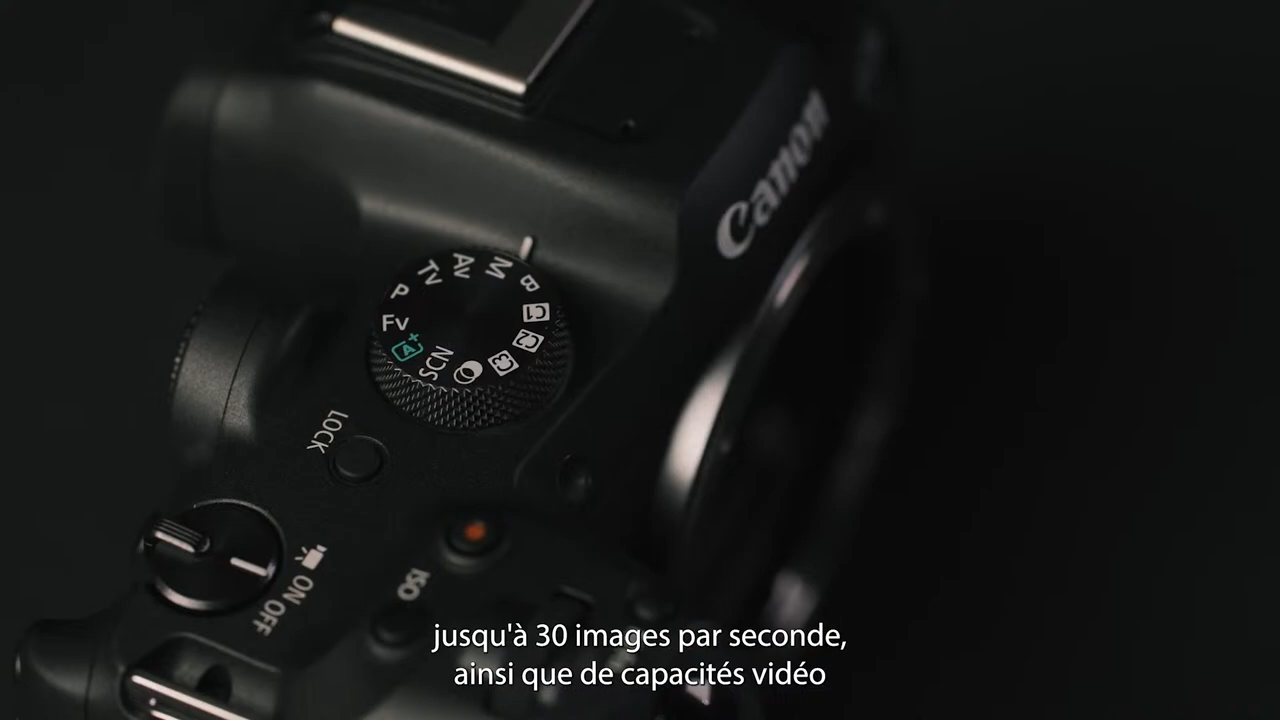 Canon
M
AV
TV
P
Fv
A+
SCN
B
C1
C2
C3
LOCK
ON OFF
ISO
jusqu'à 30 images par seconde,
ainsi que de capacités vidéo